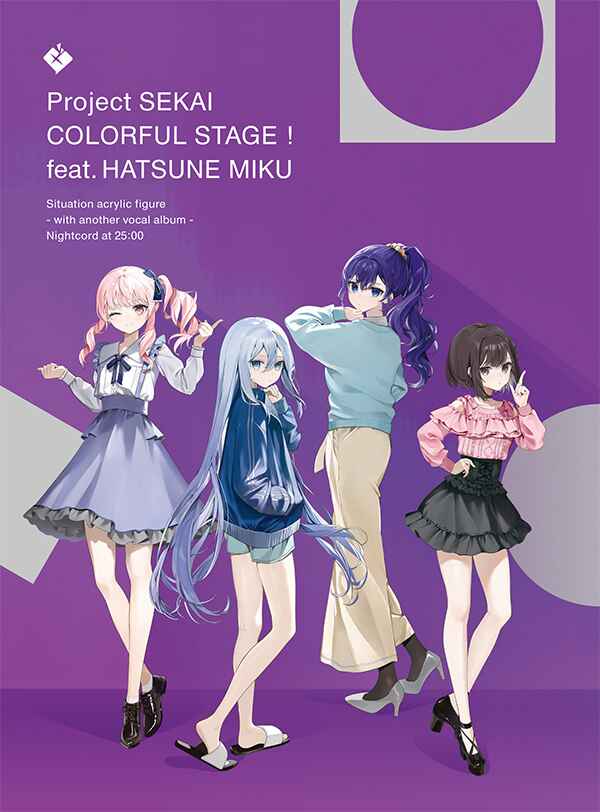 Project SEKAI
COLORFUL STAGE !
feat. HATSUNE MIKU
Situation acrylic figure
- with another vocal album -
Nightcord at 25:00